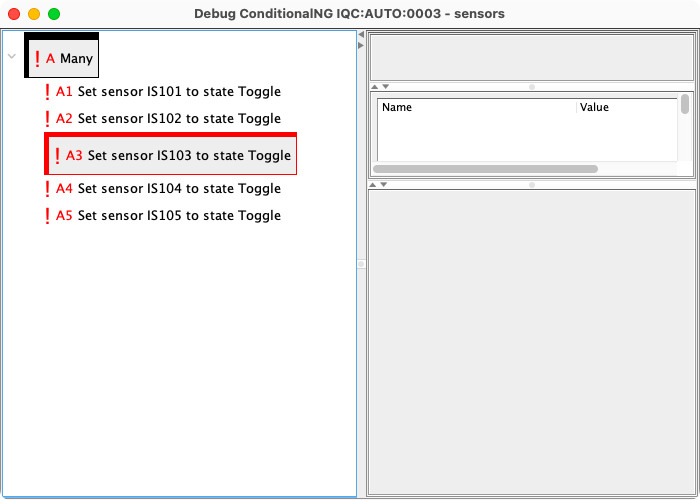 Debug ConditionalNG IQC:AUTO:0003 - sensors
! A Many
! A1 Set sensor IS101 to state Toggle
! A2 Set sensor IS102 to state Toggle
! A3 Set sensor IS103 to state Toggle
! A4 Set sensor IS104 to state Toggle
! A5 Set sensor IS105 to state Toggle
Name Value